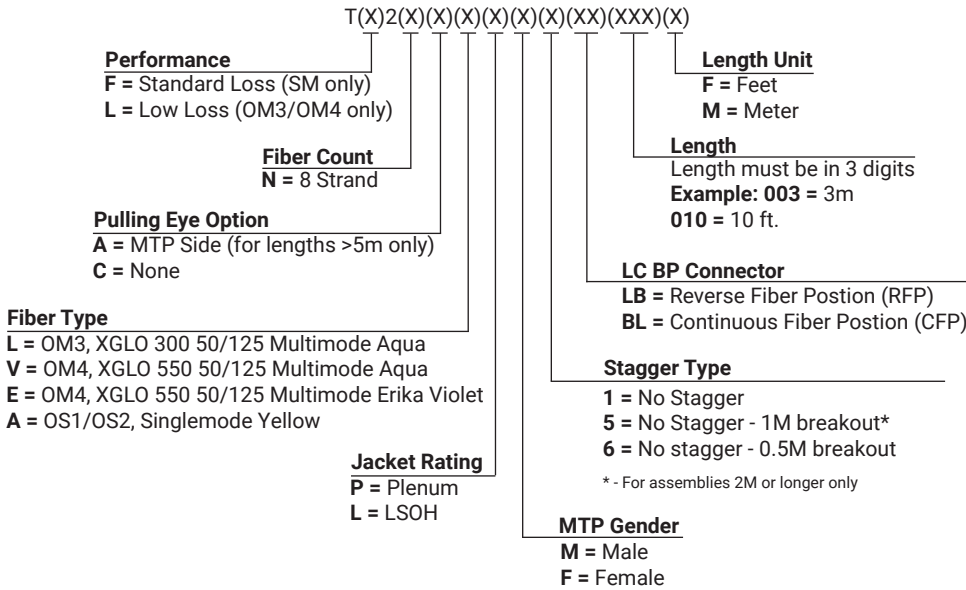 T(X)2(X)(X)(X)(X)(X)(X)(XX)(XXX)(X)
Performance
F = Standard Loss (SM only)
L = Low Loss (OM3/OM4 only)
Fiber Count
N = 8 Strand
Pulling Eye Option
A = MTP Side (for lengths >5m only)
C = None
Fiber Type
L = OM3, XGLO 300 50/125 Multimode Aqua
V = OM4, XGLO 550 50/125 Multimode Aqua
E = OM4, XGLO 550 50/125 Multimode Erika Violet
A = OS1/OS2, Singlemode Yellow
Jacket Rating
P = Plenum
L = LSOH
Length Unit
F = Feet
M = Meter
Length
Length must be in 3 digits
Example: 003 = 3m
010 = 10 ft.
LC BP Connector
LB = Reverse Fiber Postion (RFP)
BL = Continuous Fiber Postion (CFP)
Stagger Type
1 = No Stagger
5 = No Stagger - 1M breakout*
6 = No stagger - 0.5M breakout
* - For assemblies 2M or longer only
MTP Gender
M = Male
F = Female